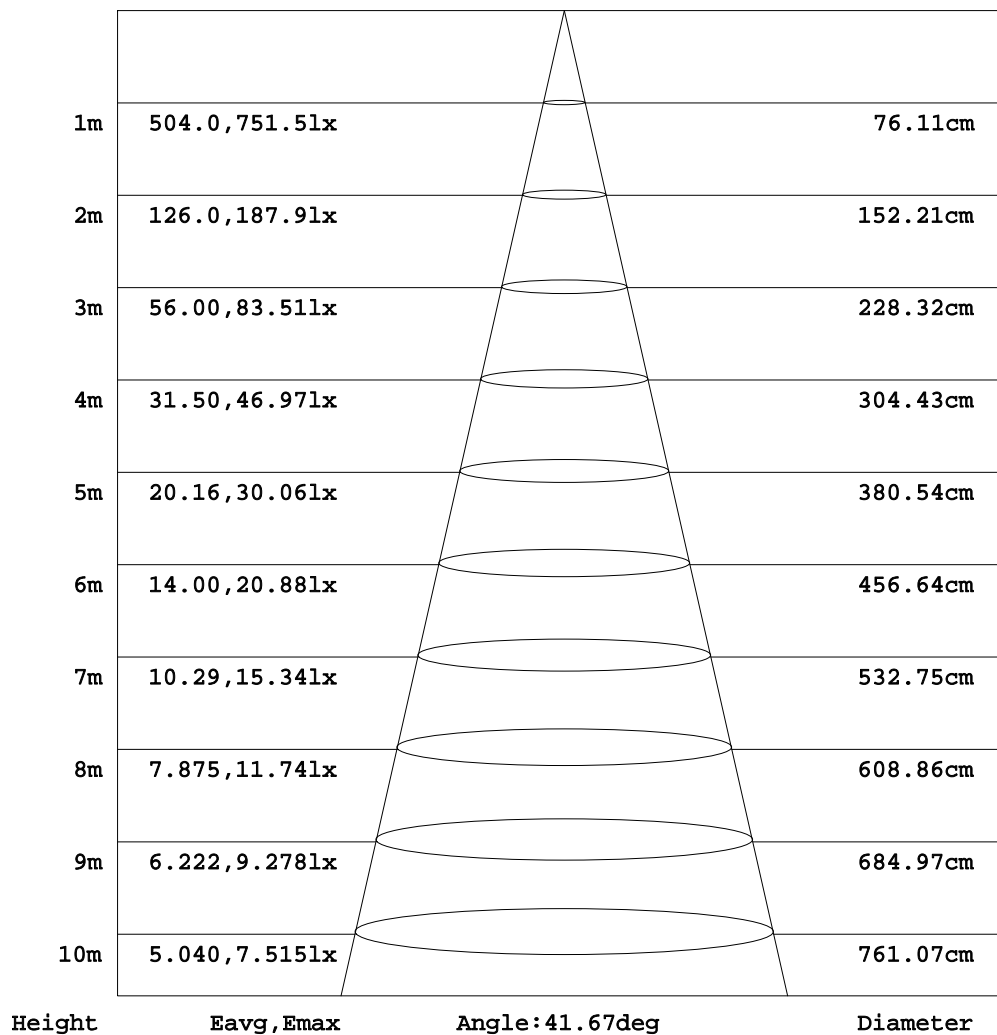 1m 504.0,751.5lx 76.11cm
2m 126.0,187.9lx 152.21cm
3m 56.00,83.51lx 228.32cm
4m 31.50,46.97lx 304.43cm
5m 20.16,30.06lx 380.54cm
6m 14.00,20.88lx 456.64cm
7m 10.29,15.34lx 532.75cm
8m 7.875,11.74lx 608.86cm
9m 6.222,9.278lx 684.97cm
10m 5.040,7.515lx 761.07cm
Height Eavg,Emax Angle:41.67deg Diameter